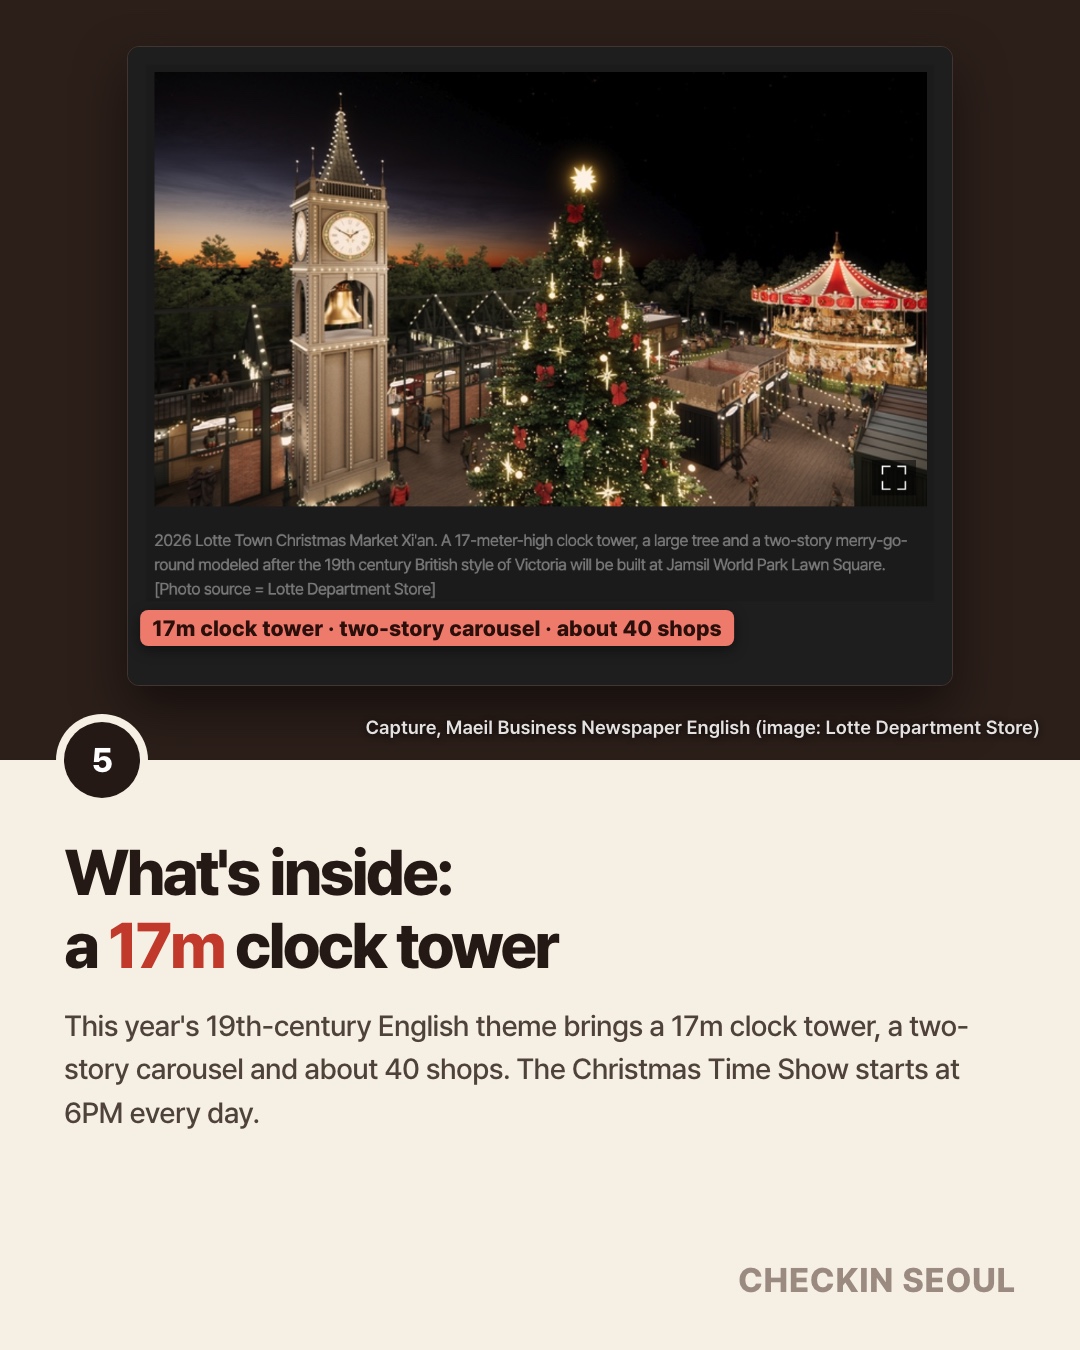 2026 Lotte Town Christmas Market Xi'an. A 17-meter-high clock tower, a large tree and a two-story merry-go-
round modeled after the 19th century British style of Victoria will be built at Jamsil World Park Lawn Square.
[Photo source = Lotte Department Store]
17m clock tower · two-story carousel · about 40 shops
Capture, Maeil Business Newspaper English (image: Lotte Department Store)
5
What's inside:
a 17m clock tower
This year's 19th-century English theme brings a 17m clock tower, a two-
story carousel and about 40 shops. The Christmas Time Show starts at
6PM every day.
CHECKIN SEOUL